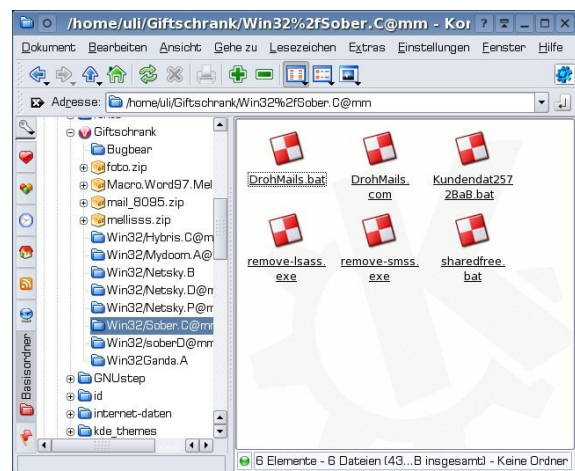 /home/uli/Giftschrank/Win32%2fSober.C@mm - Kor
Dokument Bearbeiten Ansicht Gehe zu Lesezeichen Extras Einstellungen Fenster Hilfe
Adresse: /home/uli/Giftschrank/Win32%2fSober.C@mm
Basisordner
Giftschrank
Bugbear
foto.zip
Macro.Word97.Mel
mail_8095.zip
mellisss.zip
Win32/Hybris.C@m
Win32/Mydoom.A@
Win32/Netsky.B
Win32/Netsky.D@m
Win32/Netsky.P@m
Win32/Sober.C@mr
Win32/soberD@mm
Win32Ganda.A
GNUstep
id
internet-daten
kde_themes
DrohMails.bat
DrohMails.
com
Kundendat257
2BaB.bat
remove-lsass.
exe
remove-smss.
exe
sharedfree.
bat
6 Elemente - 6 Dateien (43...B insgesamt) - Keine Ordner